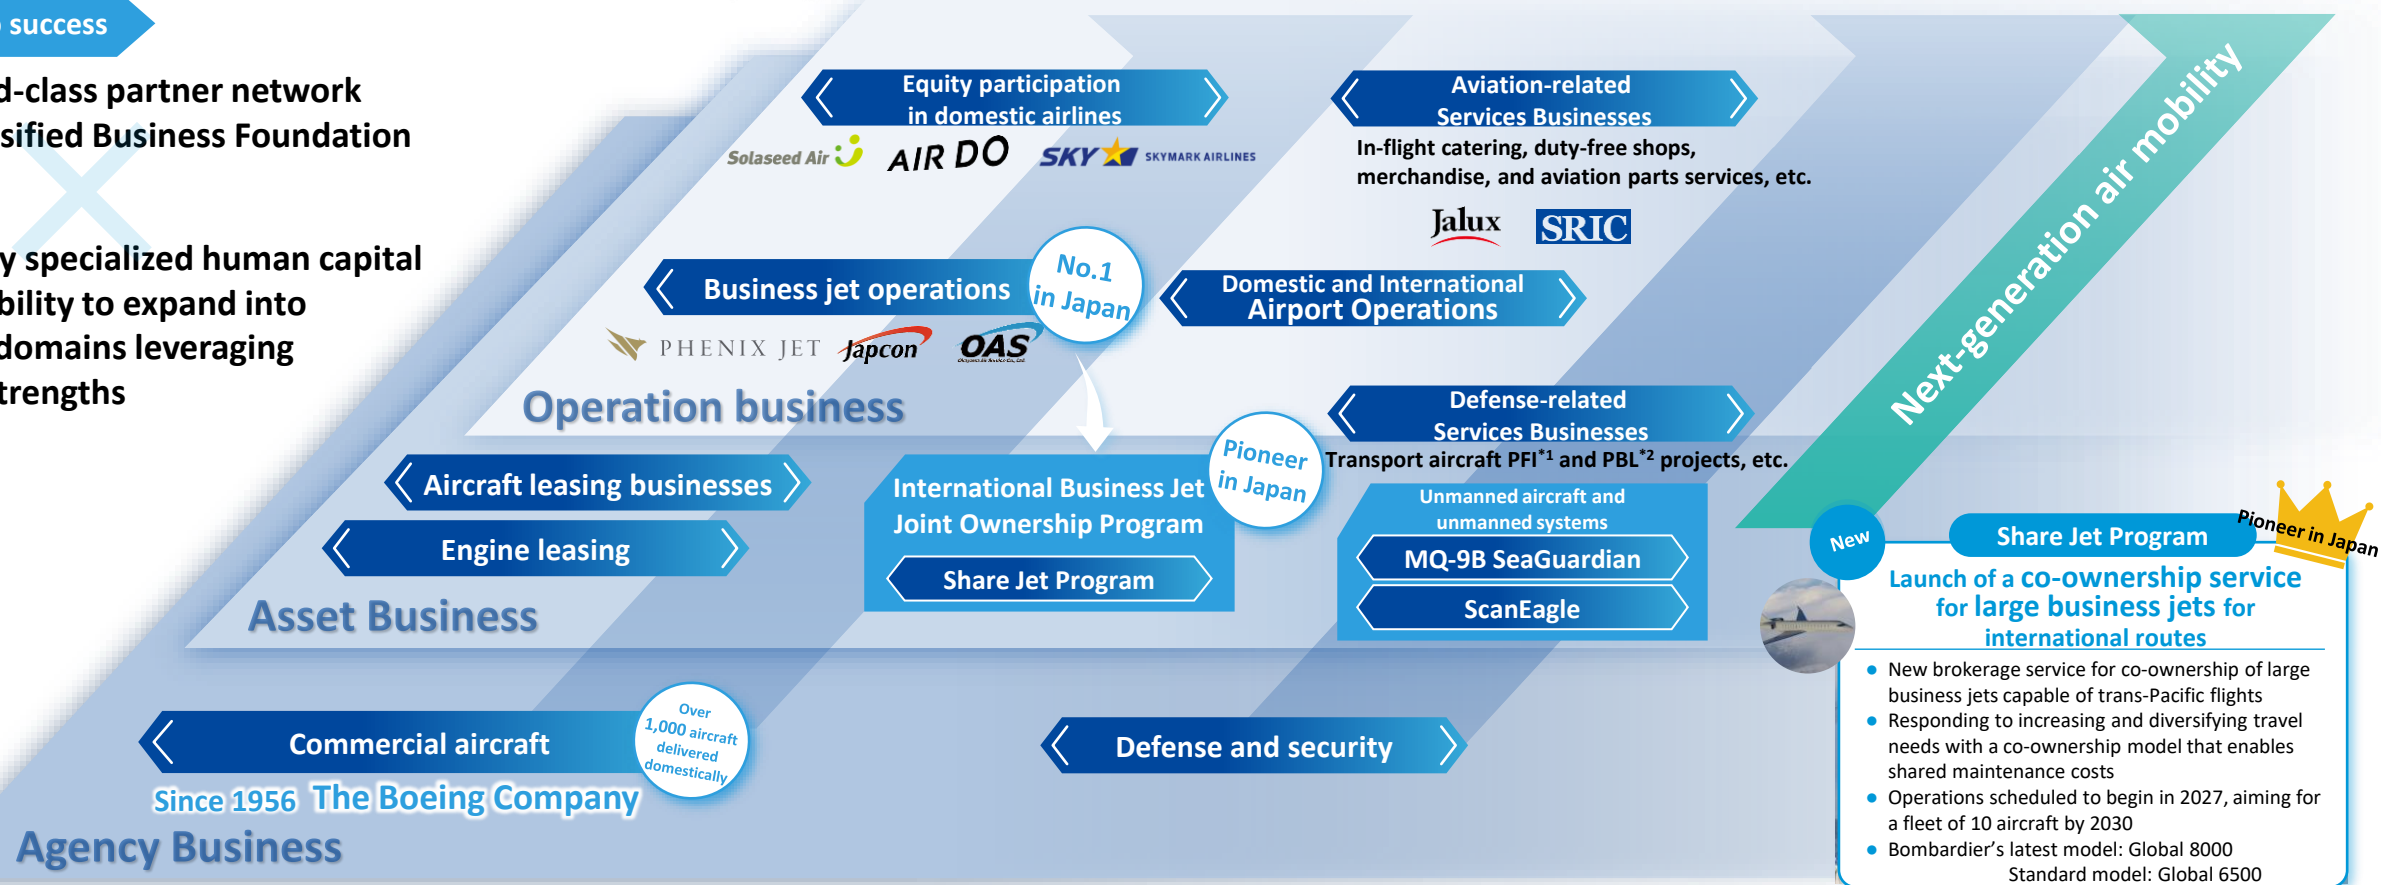 success
d-class partner network
sified Business Foundation
y specialized human capital
bility to expand into
domains leveraging
trengths
Equity participation
in domestic airlines
Solaseed Air
AIR DO
SKY SKYMARK AIRLINES
Aviation-related
Services Businesses
In-flight catering, duty-free shops,
merchandise, and aviation parts services, etc.
Jalux
SRIC
Business jet operations
No.1
in Japan
PHENIX JET
Japcon
OAS
Domestic and International
Airport Operations
Operation business
Next-generation air mobility
Aircraft leasing businesses
Engine leasing
Asset Business
International Business Jet
Joint Ownership Program
Share Jet Program
Pioneer
in Japan
Defense-related
Services Businesses
Transport aircraft PFI*1 and PBL*2 projects, etc.
Unmanned aircraft and
unmanned systems
MQ-9B SeaGuardian
ScanEagle
Commercial aircraft
Over
1,000 aircraft
delivered
domestically
Since 1956 The Boeing Company
Agency Business
Defense and security
New
Share Jet Program
Pioneer in Japan
Launch of a co-ownership service
for large business jets for
international routes
● New brokerage service for co-ownership of large
business jets capable of trans-Pacific flights
● Responding to increasing and diversifying travel
needs with a co-ownership model that enables
shared maintenance costs
● Operations scheduled to begin in 2027, aiming for
a fleet of 10 aircraft by 2030
● Bombardier's latest model: Global 8000
Standard model: Global 6500